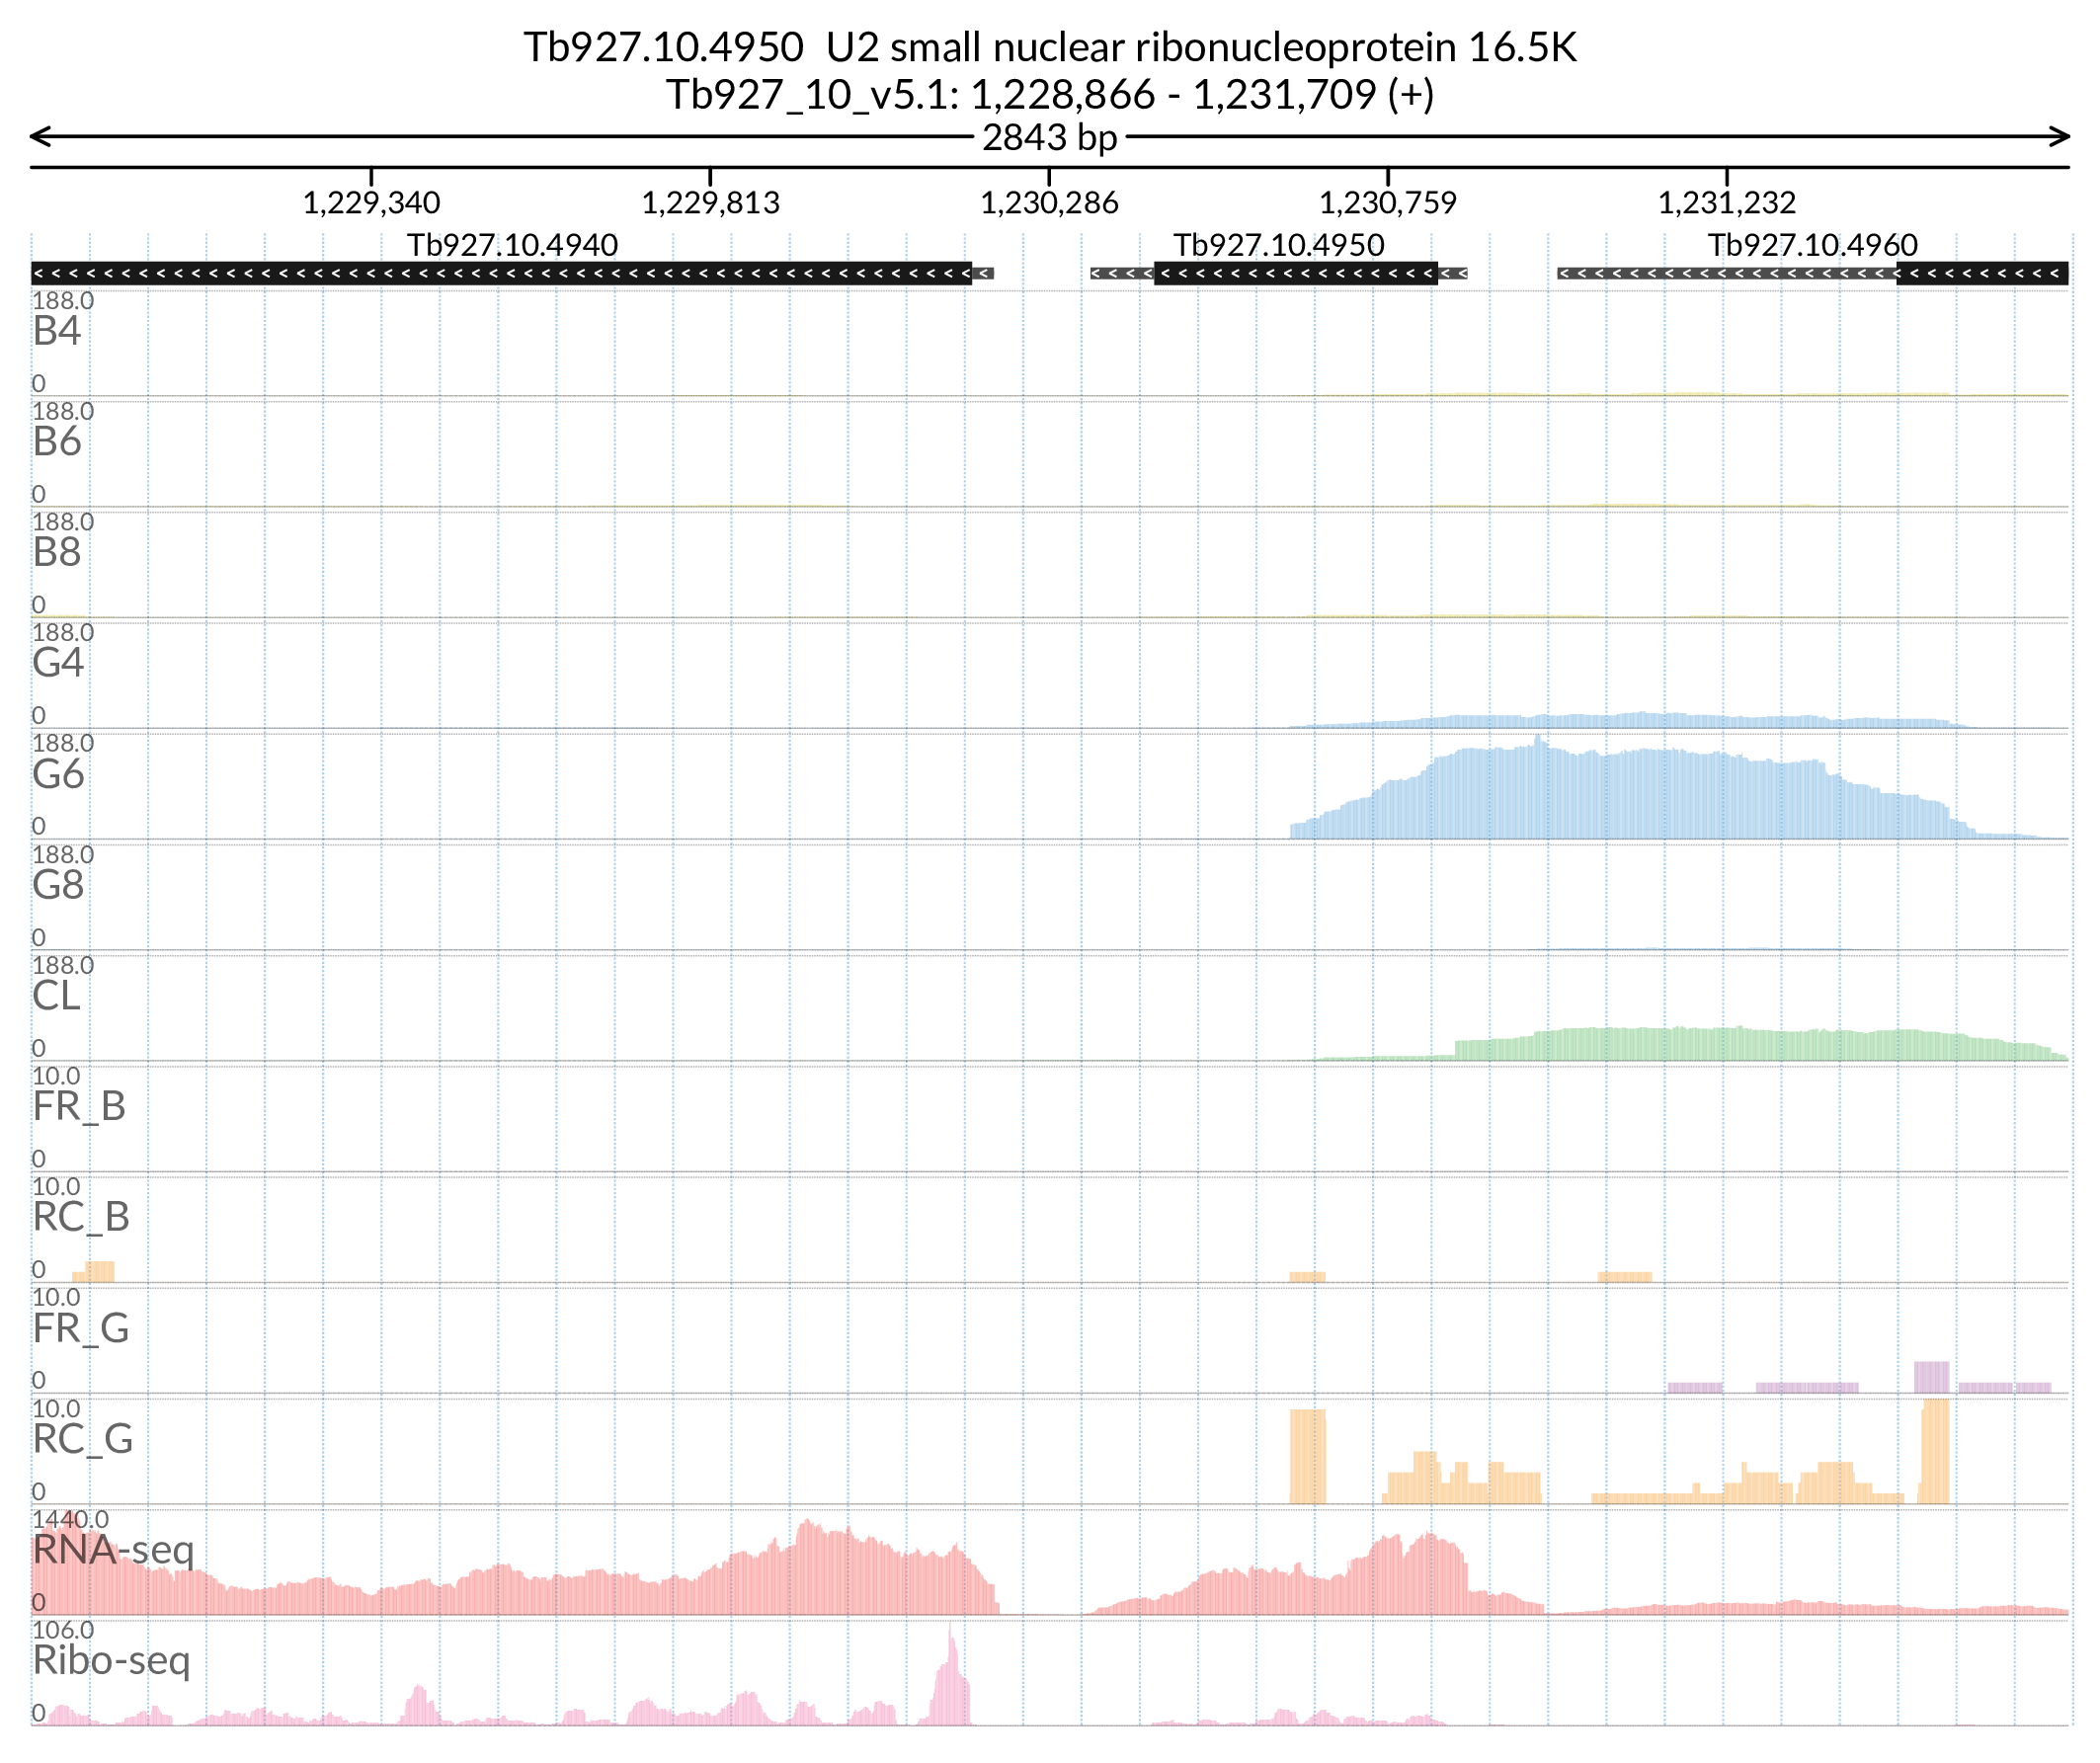 Tb927.10.4950  U2 small nuclear ribonucleoprotein 16.5K
Tb927_10_v5.1: 1,228,866 - 1,231,709 (+)
2843 bp
1,229,340 1,229,813 1,230,286 1,230,759 1,231,232
Tb927.10.4940 Tb927.10.4950 Tb927.10.4960
188.0
B4
0
188.0
B6
0
188.0
B8
0
188.0
G4
0
188.0
G6
0
188.0
G8
0
188.0
CL
0
10.0
FR_B
0
10.0
RC_B
0
10.0
FR_G
0
10.0
RC_G
0
1440.0
RNA-seq
0
106.0
Ribo-seq
0